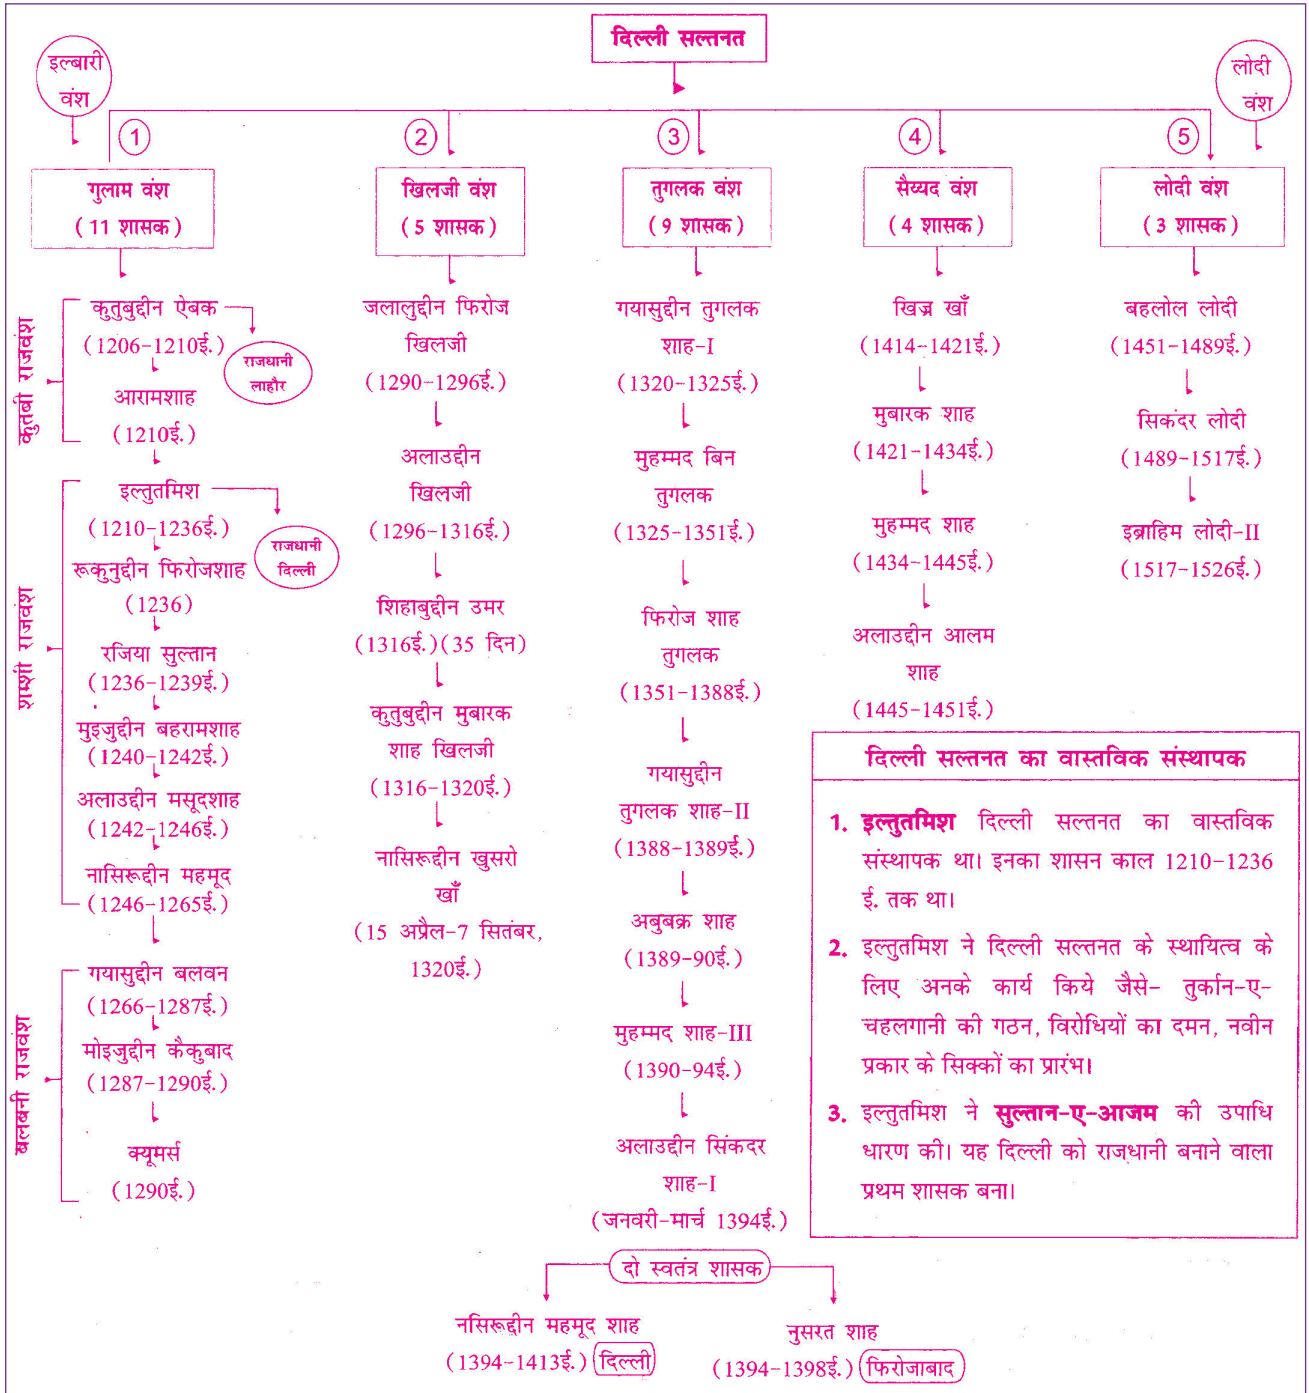 दिल्ली सल्तनत
इल्बारी
वंश
लोदी
वंश
1
गुलाम वंश
(11 शासक)
कुतबी राजवंश
कुतुबुद्दीन ऐबक
(1206-1210ई.)
राजधानी
लाहौर
आरामशाह
(1210ई.)
शम्शी राजवंश
इल्तुतमिश
(1210-1236ई.)
राजधानी
दिल्ली
रूकुनुद्दीन फिरोजशाह
(1236)
रजिया सुल्तान
(1236-1239ई.)
मुइजुद्दीन बहरामशाह
(1240-1242ई.)
अलाउद्दीन मसूदशाह
(1242-1246ई.)
नासिरूद्दीन महमूद
(1246-1265ई.)
बलबनी राजवंश
गयासुद्दीन बलवन
(1266-1287ई.)
मोइजुद्दीन कैकुबाद
(1287-1290ई.)
क्यूमर्स
(1290ई.)
2
खिलजी वंश
(5 शासक)
जलालुद्दीन फिरोज
खिलजी
(1290-1296ई.)
अलाउद्दीन
खिलजी
(1296-1316ई.)
शिहाबुद्दीन उमर
(1316ई.)(35 दिन)
कुतुबुद्दीन मुबारक
शाह खिलजी
(1316-1320ई.)
नासिरूद्दीन खुसरो
खाँ
(15 अप्रैल-7 सितंबर,
1320ई.)
3
तुगलक वंश
(9 शासक)
गयासुद्दीन तुगलक
शाह-I
(1320-1325ई.)
मुहम्मद बिन
तुगलक
(1325-1351ई.)
फिरोज शाह
तुगलक
(1351-1388ई.)
गयासुद्दीन
तुगलक शाह-II
(1388-1389ई.)
अबुबक्र शाह
(1389-90ई.)
मुहम्मद शाह-III
(1390-94ई.)
अलाउद्दीन सिंकदर
शाह-I
(जनवरी-मार्च 1394ई.)
दो स्वतंत्र शासक
नसिरूद्दीन महमूद शाह
(1394-1413ई.) दिल्ली
नुसरत शाह
(1394-1398ई.) फिरोजाबाद
4
सैय्यद वंश
(4 शासक)
खिज्र खाँ
(1414-1421ई.)
मुबारक शाह
(1421-1434ई.)
मुहम्मद शाह
(1434-1445ई.)
अलाउद्दीन आलम
शाह
(1445-1451ई.)
5
लोदी वंश
(3 शासक)
बहलोल लोदी
(1451-1489ई.)
सिकंदर लोदी
(1489-1517ई.)
इब्राहिम लोदी-II
(1517-1526ई.)
दिल्ली सल्तनत का वास्तविक संस्थापक
1. इल्तुतमिश दिल्ली सल्तनत का वास्तविक
संस्थापक था। इनका शासन काल 1210-1236
ई. तक था।
2. इल्तुतमिश ने दिल्ली सल्तनत के स्थायित्व के
लिए अनके कार्य किये जैसे- तुर्कान-ए-
चहलगानी की गठन, विरोधियों का दमन, नवीन
प्रकार के सिक्कों का प्रारंभ।
3. इल्तुतमिश ने सुल्तान-ए-आजम की उपाधि
धारण की। यह दिल्ली को राजधानी बनाने वाला
प्रथम शासक बना।